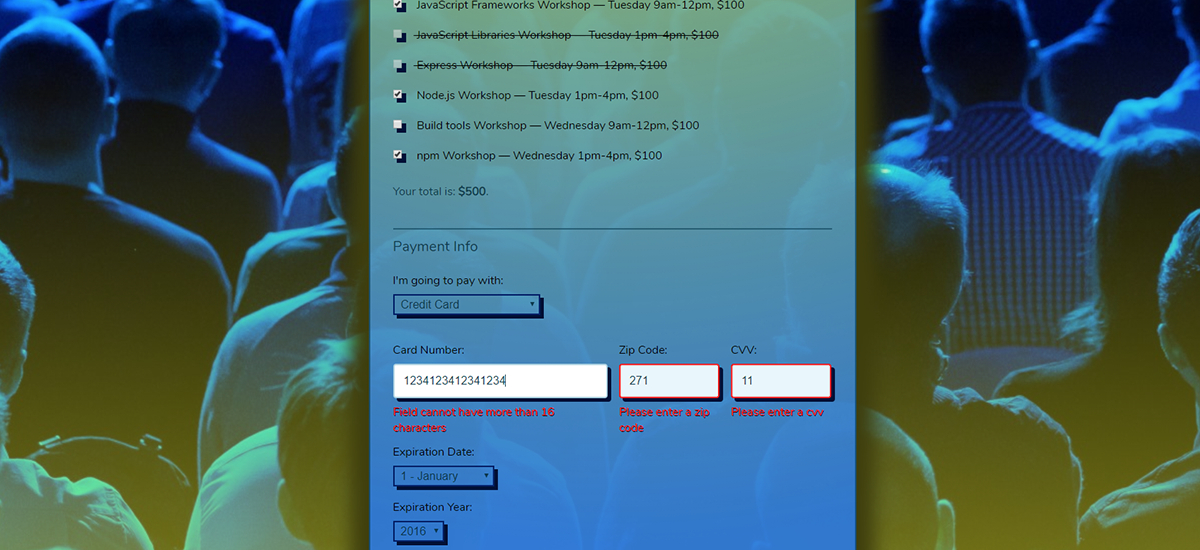 JavaScript Frameworks Workshop — Tuesday 9am-12pm, $100
JavaScript Libraries Workshop — Tuesday 1pm-4pm, $100
Express Workshop — Tuesday 9am-12pm, $100
Node.js Workshop — Tuesday 1pm-4pm, $100
Build tools Workshop — Wednesday 9am-12pm, $100
npm Workshop — Wednesday 1pm-4pm, $100
Your total is: $500.
Payment Info
I'm going to pay with:
Credit Card
Card Number: Zip Code: CVV:
1234123412341234 271 11
Field cannot have more than 16 Please enter a zip Please enter a cvv
characters code
Expiration Date:
1 - January
Expiration Year:
2016